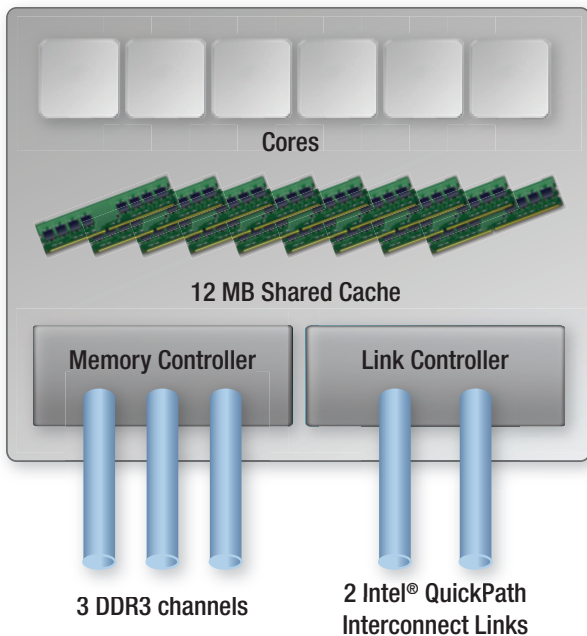 Cores
12 MB Shared Cache
Memory Controller
Link Controller
3 DDR3 channels
2 Intel® QuickPath
Interconnect Links